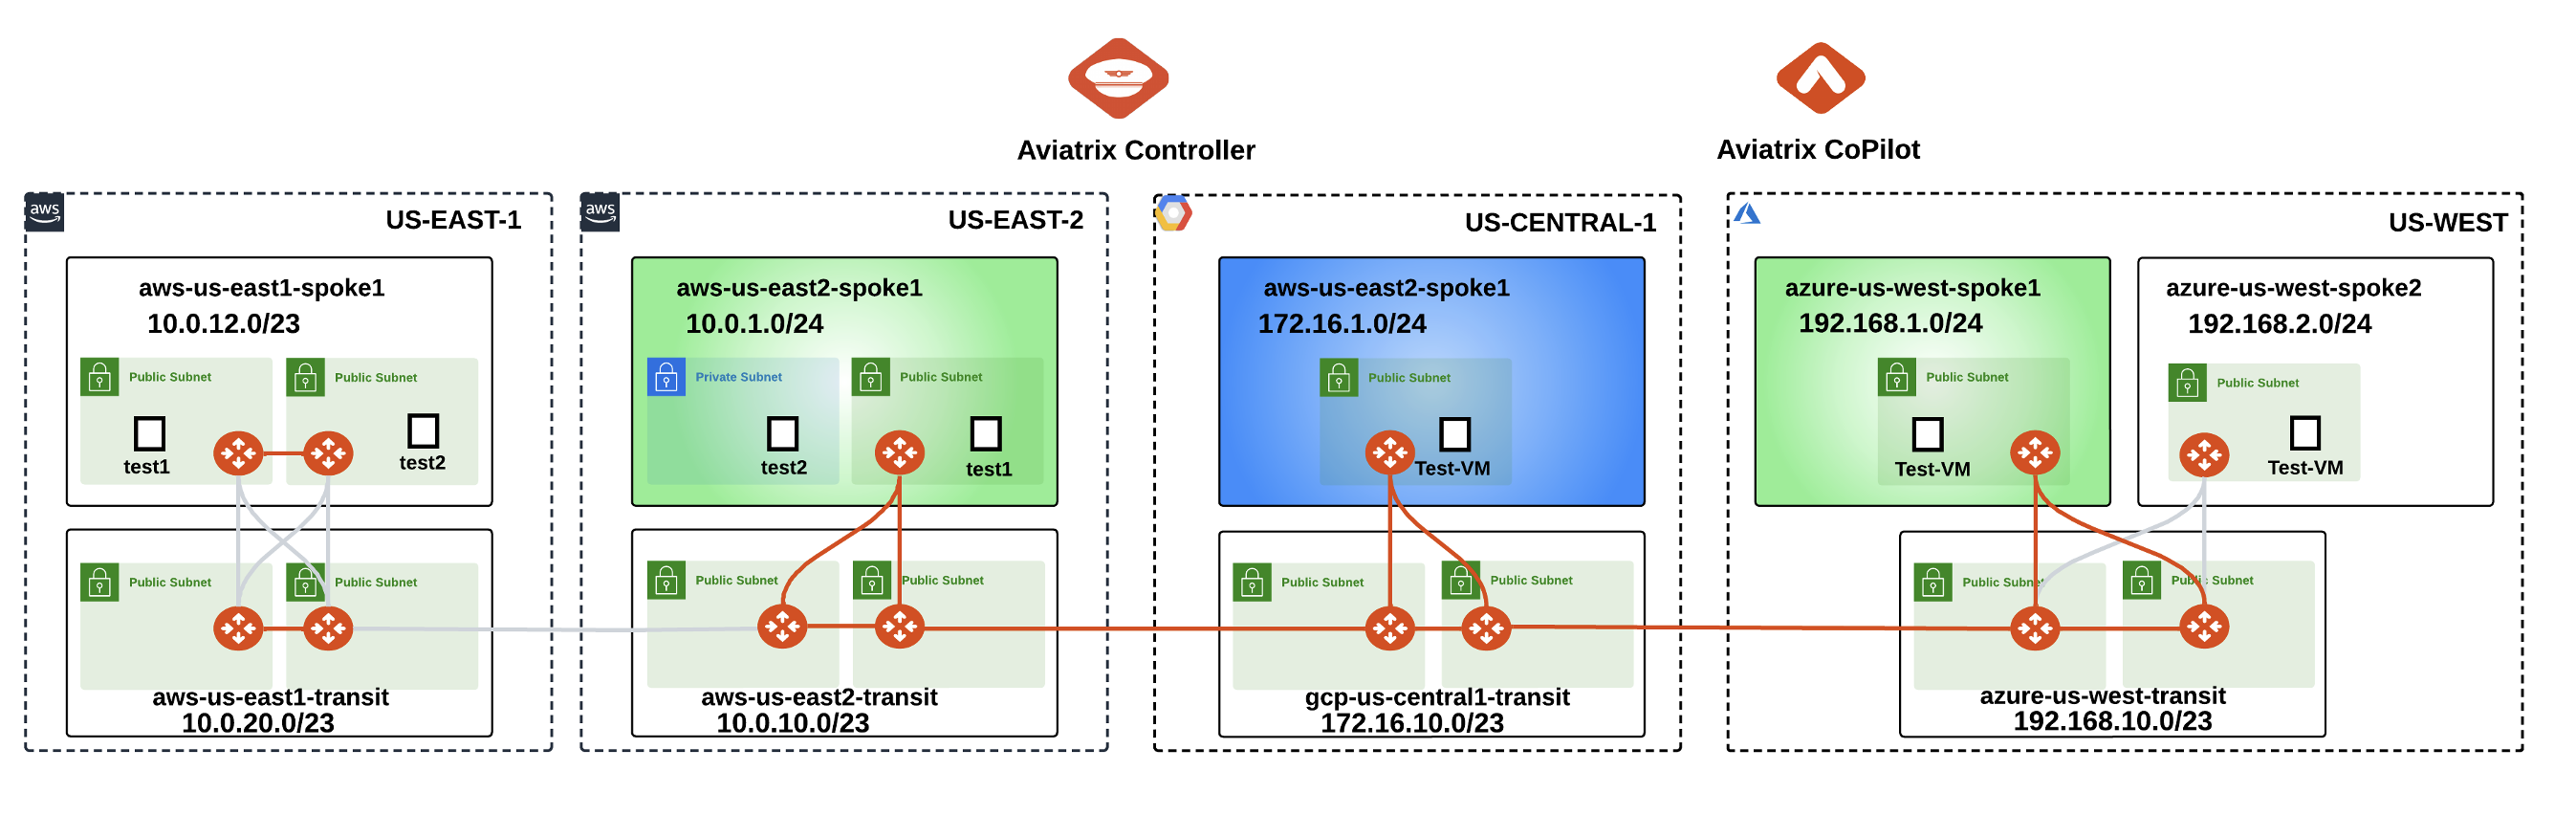 Aviatrix Controller
Aviatrix CoPilot
aws
US-EAST-1
aws-us-east1-spoke1
10.0.12.0/23
Public Subnet
Public Subnet
test1
test2
Public Subnet
Public Subnet
aws-us-east1-transit
10.0.20.0/23
aws
US-EAST-2
aws-us-east2-spoke1
10.0.1.0/24
Private Subnet
Public Subnet
test2
test1
Public Subnet
Public Subnet
aws-us-east2-transit
10.0.10.0/23
US-CENTRAL-1
aws-us-east2-spoke1
172.16.1.0/24
Public Subnet
Test-VM
Public Subnet
Public Subnet
gcp-us-central1-transit
172.16.10.0/23
US-WEST
azure-us-west-spoke1
192.168.1.0/24
Public Subnet
Test-VM
azure-us-west-spoke2
192.168.2.0/24
Public Subnet
Test-VM
Public Subnet
Public Subnet
azure-us-west-transit
192.168.10.0/23